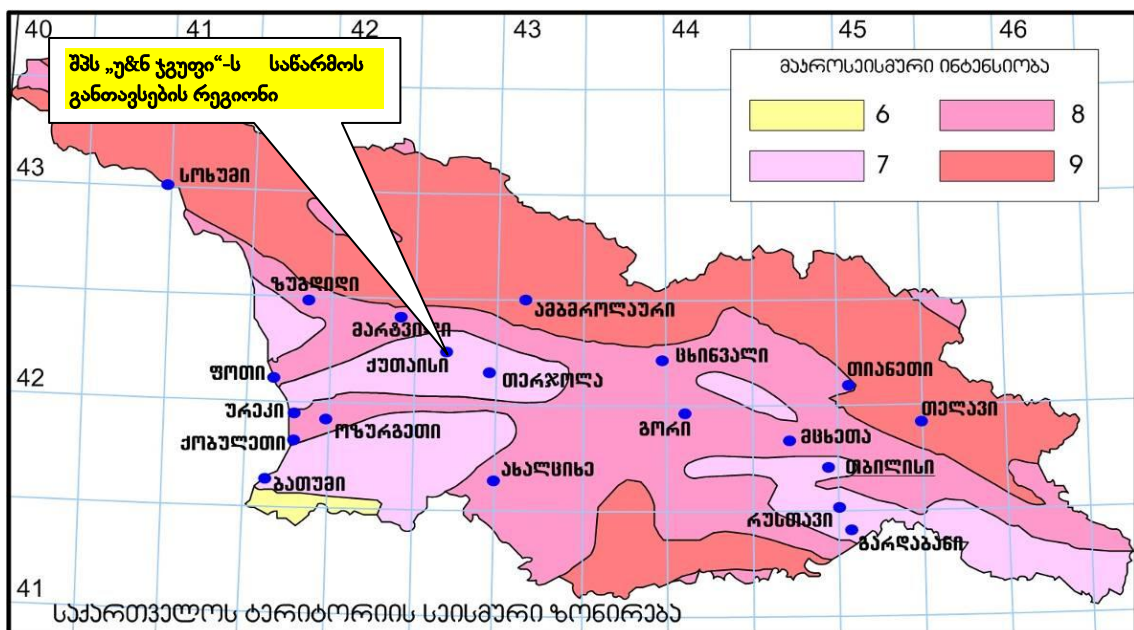 40 41 42 43 44 45 46
შპს „უ&ნ ჯგუფი“-ს საწარმოს
განთავსების რეგიონი
მაკროსეისმური ინტენსიობა
6
8
7
9
43
სოხუმი
ზუგდიდი
ამბროლაური
მარტვილი
ქუთაისი
ცხინვალი
ფოთი
თერჯოლა
თიანეთი
42
ურეკი
თელავი
ოზურგეთი
გორი
მცხეთა
ქობულეთი
ახალციხე
თბილისი
ბათუმი
რუსთავი
გარდაბანი
41
საქართველოს ტერიტორიის სეისმური ზონირება